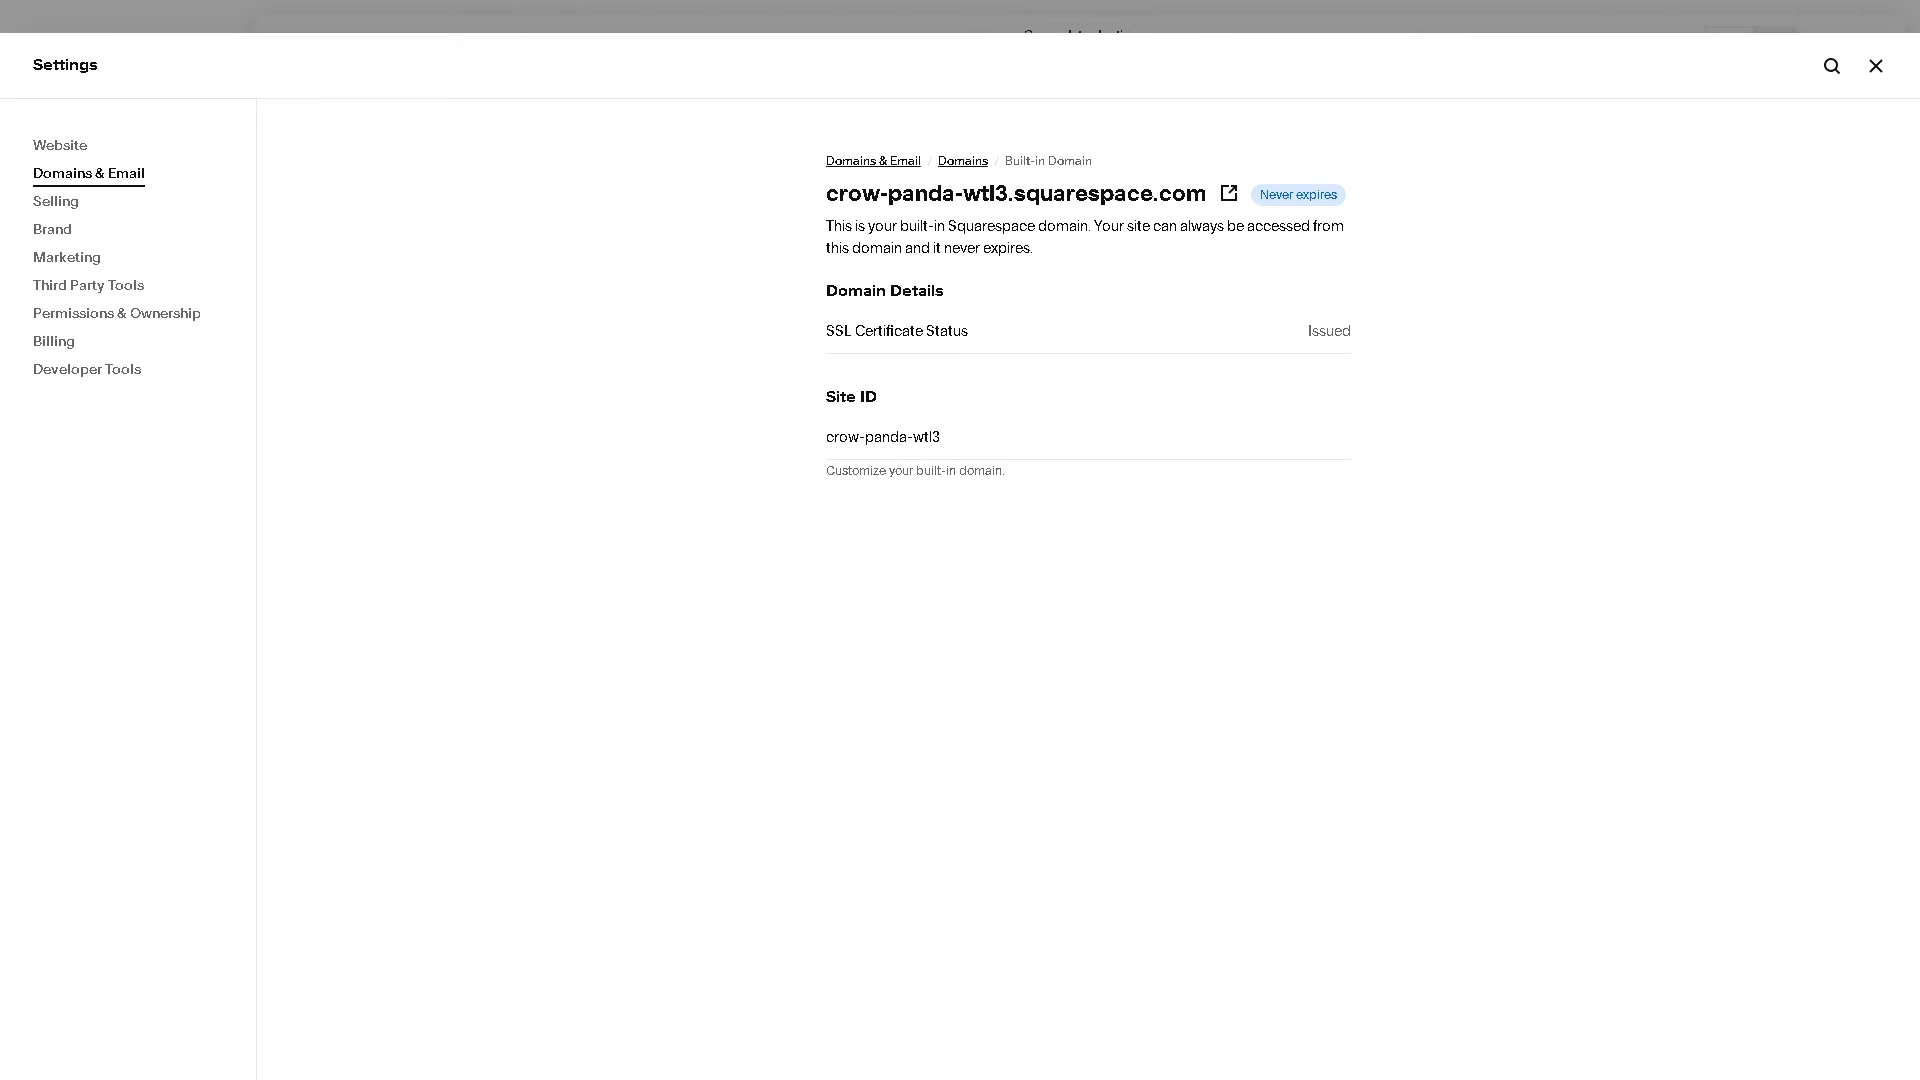 Settings
Website
Domains & Email
Selling
Brand
Marketing
Third Party Tools
Permissions & Ownership
Billing
Developer Tools
Domains & Email / Domains / Built-in Domain
crow-panda-wtl3.squarespace.com Never expires
This is your built-in Squarespace domain. Your site can always be accessed from
this domain and it never expires.
Domain Details
SSL Certificate Status Issued
Site ID
crow-panda-wtl3
Customize your built-in domain.